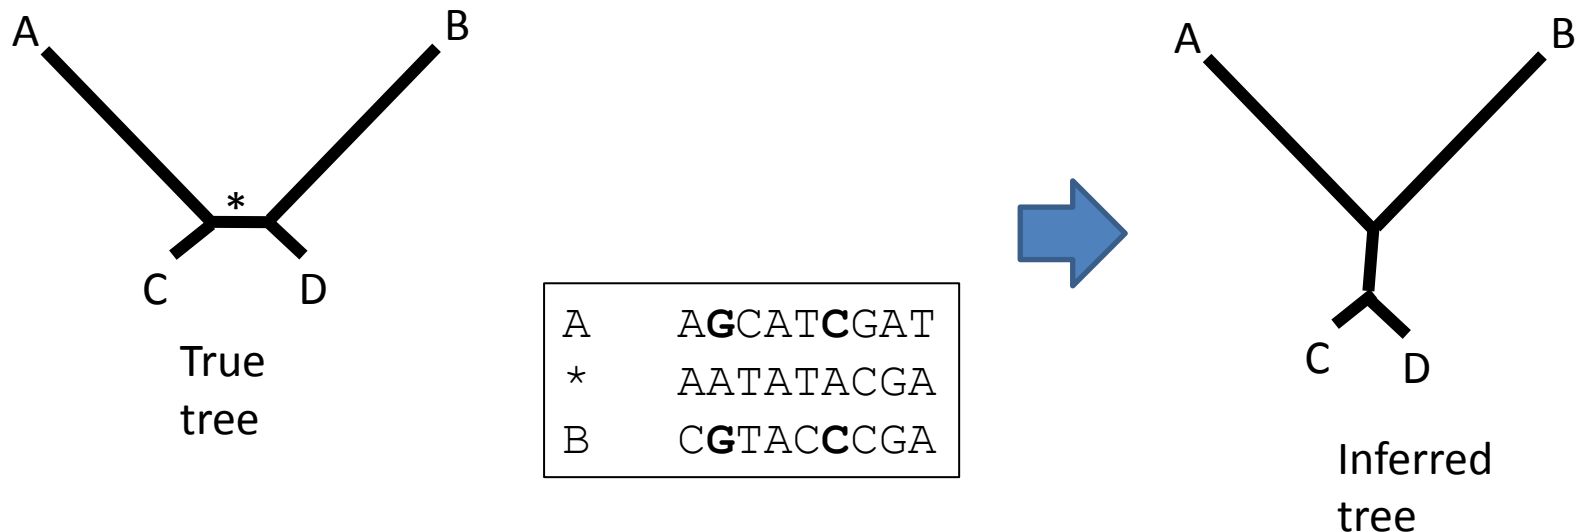 A
B
*
C
D
True
tree
A AGCATCGAT
* AATATACGA
B CGTACCCGA
A
B
C
D
Inferred
tree